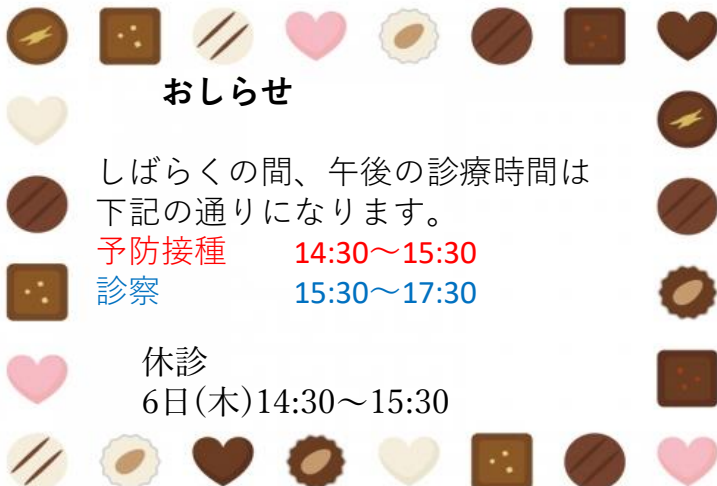 おしらせ
しばらくの間、午後の診療時間は
下記の通りになります。
予防接種 14:30～15:30
診察 15:30～17:30
休診
6日(木)14:30～15:30